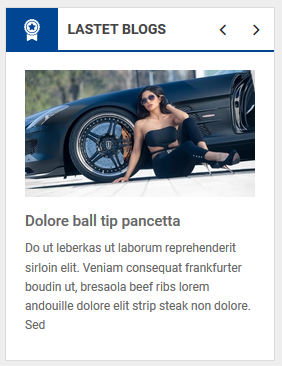 LASTET BLOGS
Dolore ball tip pancetta
Do ut leberkas ut laborum reprehenderit
sirloin elit. Veniam consequat frankfurter
boudin ut, bresaola beef ribs lorem
andouille dolore elit strip steak non dolore.
Sed